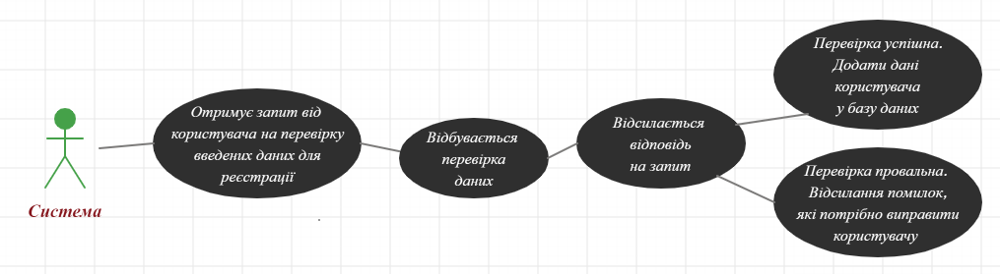 Система
Отримує запит від
користувача на перевірку
введених даних для
реєстрації
Відбувається
перевірка
даних
Відсилається
відповідь
на запит
Перевірка успішна.
Додати дані
користувача
у базу даних
Перевірка провальна.
Відсилання помилок,
які потрібно виправити
користувачу